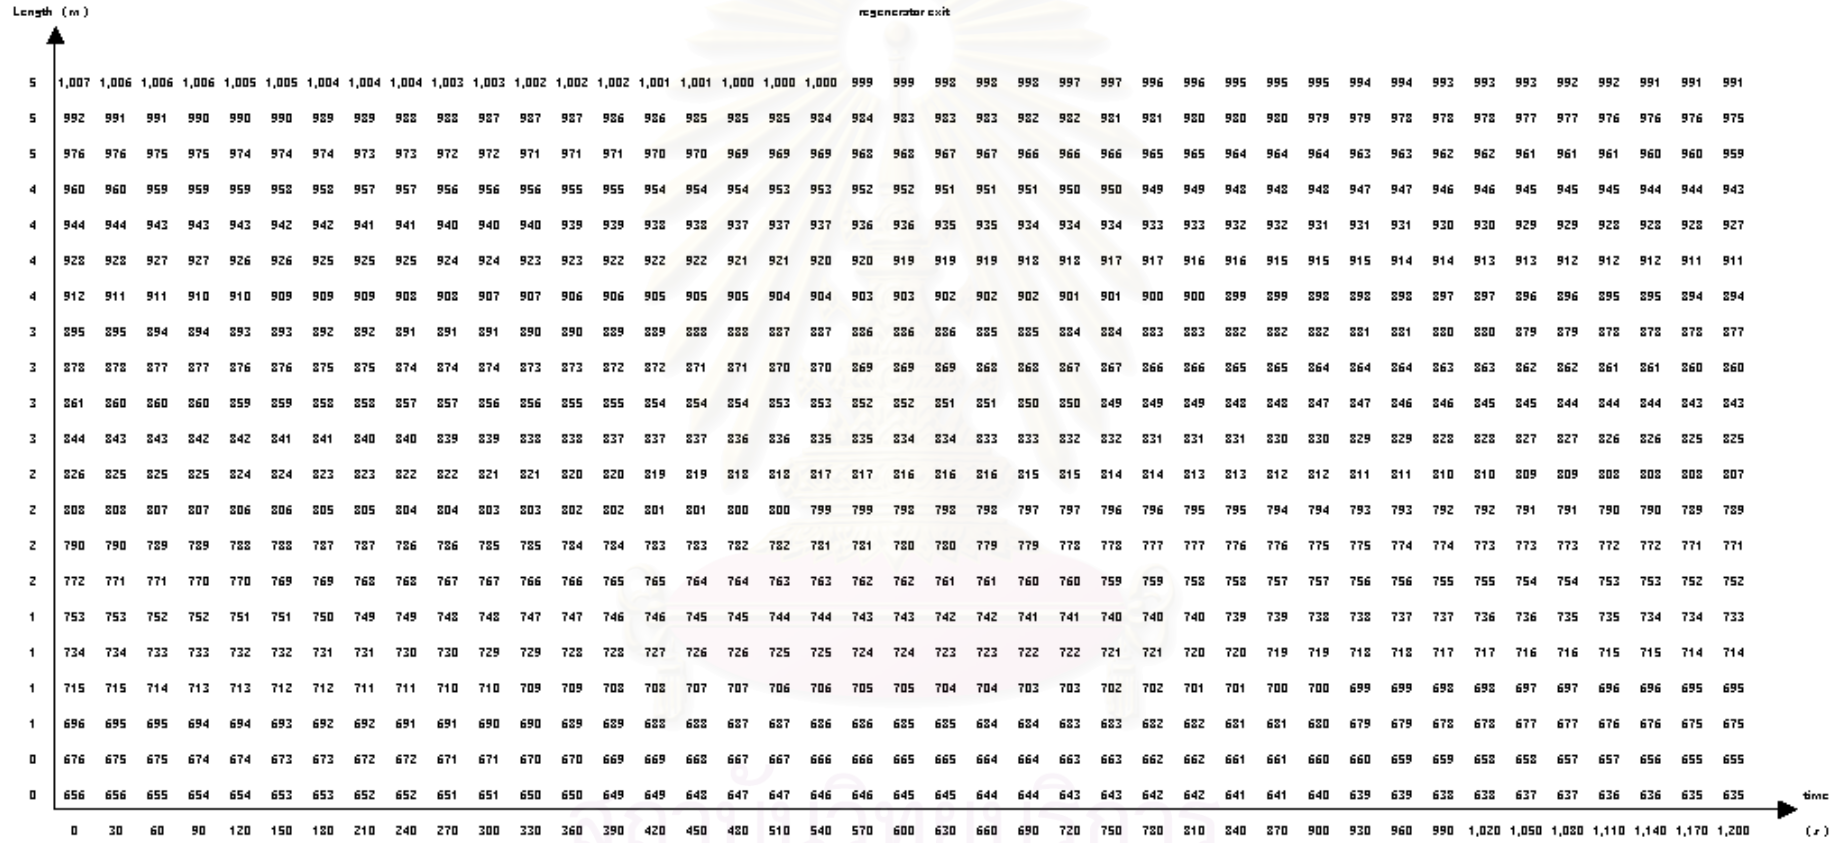 Length (m)
regenerator exit
5 1,007 1,006 1,006 1,006 1,005 1,005 1,004 1,004 1,004 1,003 1,003 1,002 1,002 1,002 1,001 1,001 1,000 1,000 1,000 999 999 998 998 998 997 997 996 996 995 995 995 994 994 993 993 993 992 992 991 991 991
5 992 991 991 990 990 990 989 989 988 988 987 987 987 986 986 985 985 985 984 984 983 983 983 982 982 981 981 980 980 980 979 979 978 978 978 977 977 976 976 976 975
5 976 976 975 975 974 974 974 973 973 972 972 971 971 971 970 970 969 969 969 968 968 967 967 966 966 966 965 965 964 964 964 963 963 962 962 961 961 961 960 960 959
4 960 960 959 959 959 958 958 957 957 956 956 956 955 955 954 954 954 953 953 952 952 951 951 951 950 950 949 949 948 948 948 947 947 946 946 945 945 945 944 944 943
4 944 944 943 943 943 942 942 941 941 940 940 940 939 939 938 938 937 937 937 936 936 935 935 934 934 934 933 933 932 932 931 931 931 930 930 929 929 928 928 928 927
4 928 928 927 927 926 926 925 925 925 924 924 923 923 922 922 922 921 921 920 920 919 919 919 918 918 917 917 916 916 915 915 915 914 914 913 913 912 912 912 911 911
4 912 911 911 910 910 909 909 909 908 908 907 907 906 906 905 905 905 904 904 903 903 902 902 902 901 901 900 900 899 899 898 898 898 897 897 896 896 895 895 894 894
3 895 895 894 894 893 893 892 892 891 891 891 890 890 889 889 888 888 887 887 886 886 886 885 885 884 884 883 883 882 882 882 881 881 880 880 879 879 878 878 878 877
3 878 878 877 877 876 876 875 875 874 874 874 873 873 872 872 871 871 870 870 869 869 869 868 868 867 867 866 866 865 865 864 864 864 863 863 862 862 861 861 860 860
3 861 860 860 860 859 859 858 858 857 857 856 856 855 855 854 854 854 853 853 852 852 851 851 850 850 849 849 849 848 848 847 847 846 846 845 845 844 844 844 843 843
3 844 843 843 842 842 841 841 840 840 839 839 838 838 837 837 837 836 836 835 835 834 834 833 833 832 832 831 831 831 830 830 829 829 828 828 827 827 826 826 825 825
2 826 825 825 825 824 824 823 823 822 822 821 821 820 820 819 819 818 818 817 817 816 816 816 815 815 814 814 813 813 812 812 811 811 810 810 809 809 808 808 808 807
2 808 808 807 807 806 806 805 805 804 804 803 803 802 802 801 801 800 800 799 799 798 798 798 797 797 796 796 795 795 794 794 793 793 792 792 791 791 790 790 789 789
2 790 790 789 789 788 788 787 787 786 786 785 785 784 784 783 783 782 782 781 781 780 780 779 779 778 778 777 777 776 776 775 775 774 774 773 773 773 772 772 771 771
2 772 771 771 770 770 769 769 768 768 767 767 766 766 765 765 764 764 763 763 762 762 761 761 760 760 759 759 758 758 757 757 756 756 755 755 754 754 753 753 752 752
1 753 753 752 752 751 751 750 749 749 748 748 747 747 746 746 745 745 744 744 743 743 742 742 741 741 740 740 740 739 739 738 738 737 737 736 736 735 735 734 734 733
1 734 734 733 733 732 732 731 731 730 730 729 729 728 728 727 726 726 725 725 724 724 723 723 722 722 721 721 720 720 719 719 718 718 717 717 716 716 715 715 714 714
1 715 715 714 713 713 712 712 711 711 710 710 709 709 708 708 707 707 706 706 705 705 704 704 703 703 702 702 701 701 700 700 699 699 698 698 697 697 696 696 695 695
1 696 695 695 694 694 693 692 692 691 691 690 690 689 689 688 688 687 687 686 686 685 685 684 684 683 683 682 682 681 681 680 679 679 678 678 677 677 676 676 675 675
0 676 675 675 674 674 673 673 672 672 671 671 670 670 669 669 668 667 667 666 666 665 665 664 664 663 663 662 662 661 661 660 660 659 659 658 658 657 657 656 655 655
0 656 656 655 654 654 653 653 652 652 651 651 650 650 649 649 648 647 647 646 646 645 645 644 644 643 643 642 642 641 641 640 639 639 638 638 637 637 636 636 635 635
time
0 30 60 90 120 150 180 210 240 270 300 330 360 390 420 450 480 510 540 570 600 630 660 690 720 750 780 810 840 870 900 930 960 990 1,020 1,050 1,080 1,110 1,140 1,170 1,200 (s)
สถาบันวิทยบริการ